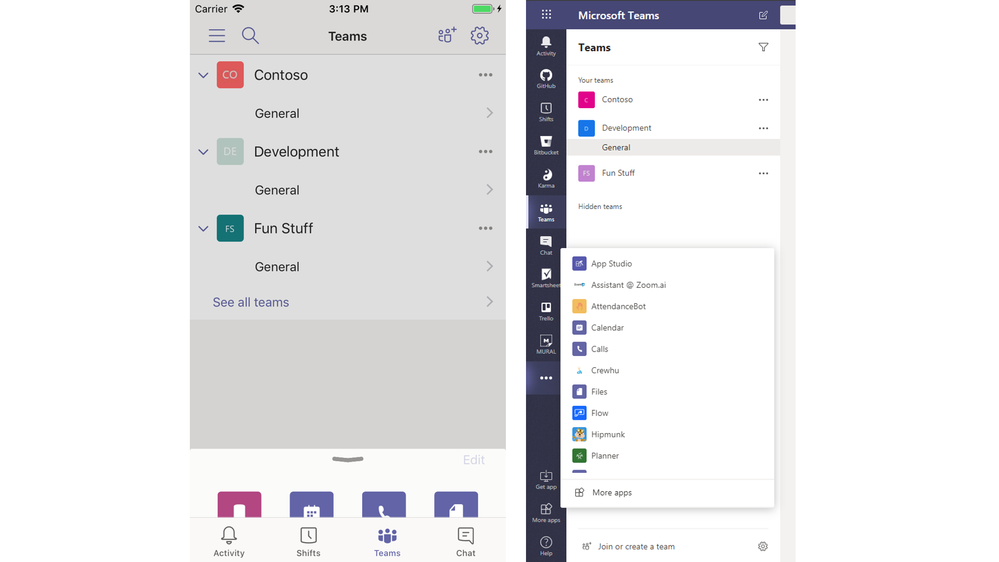 Carrier
3:13 PM
Teams
CO
Contoso
General
DE
Development
General
FS
Fun Stuff
General
See all teams
Edit
Activity
Shifts
Teams
Chat
Microsoft Teams
Activity
GitHub
Shifts
Bitbucket
Karma
Teams
Chat
Smartsheet
Trello
MURAL
Get app
More apps
Help
Teams
Your teams
C
Contoso
D
Development
General
FS
Fun Stuff
Hidden teams
App Studio
Assistant @ Zoom.ai
AttendanceBot
Calendar
Calls
Crewhu
Files
Flow
Hipmunk
Planner
More apps
Join or create a team